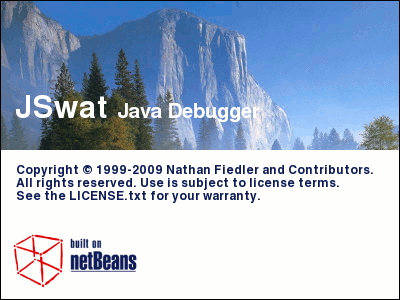 JSwat Java Debugger
Copyright © 1999-2009 Nathan Fiedler and Contributors.
All rights reserved. Use is subject to license terms.
See the LICENSE.txt for your warranty.
built on
netBeans